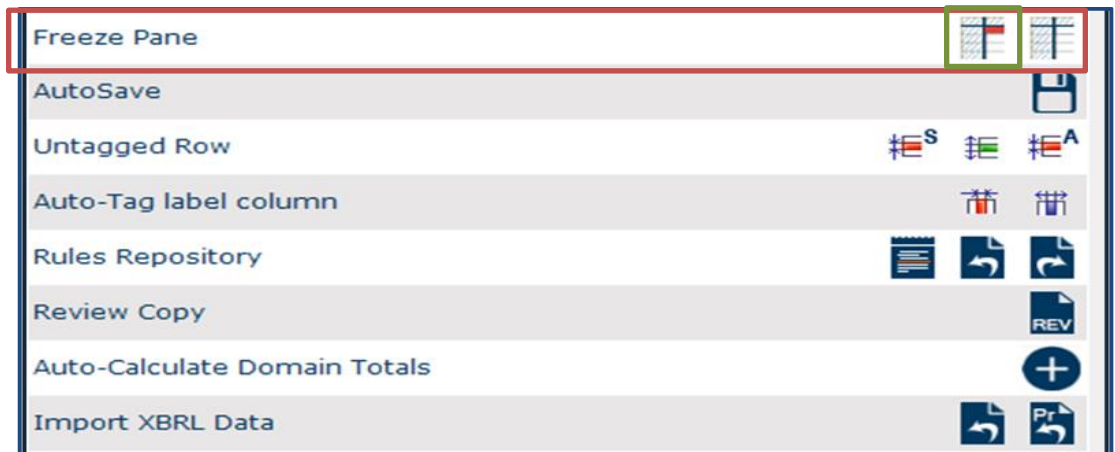 Freeze Pane
AutoSave
Untagged Row S A
Auto-Tag label column
Rules Repository
Review Copy REV
Auto-Calculate Domain Totals
Import XBRL Data Pr